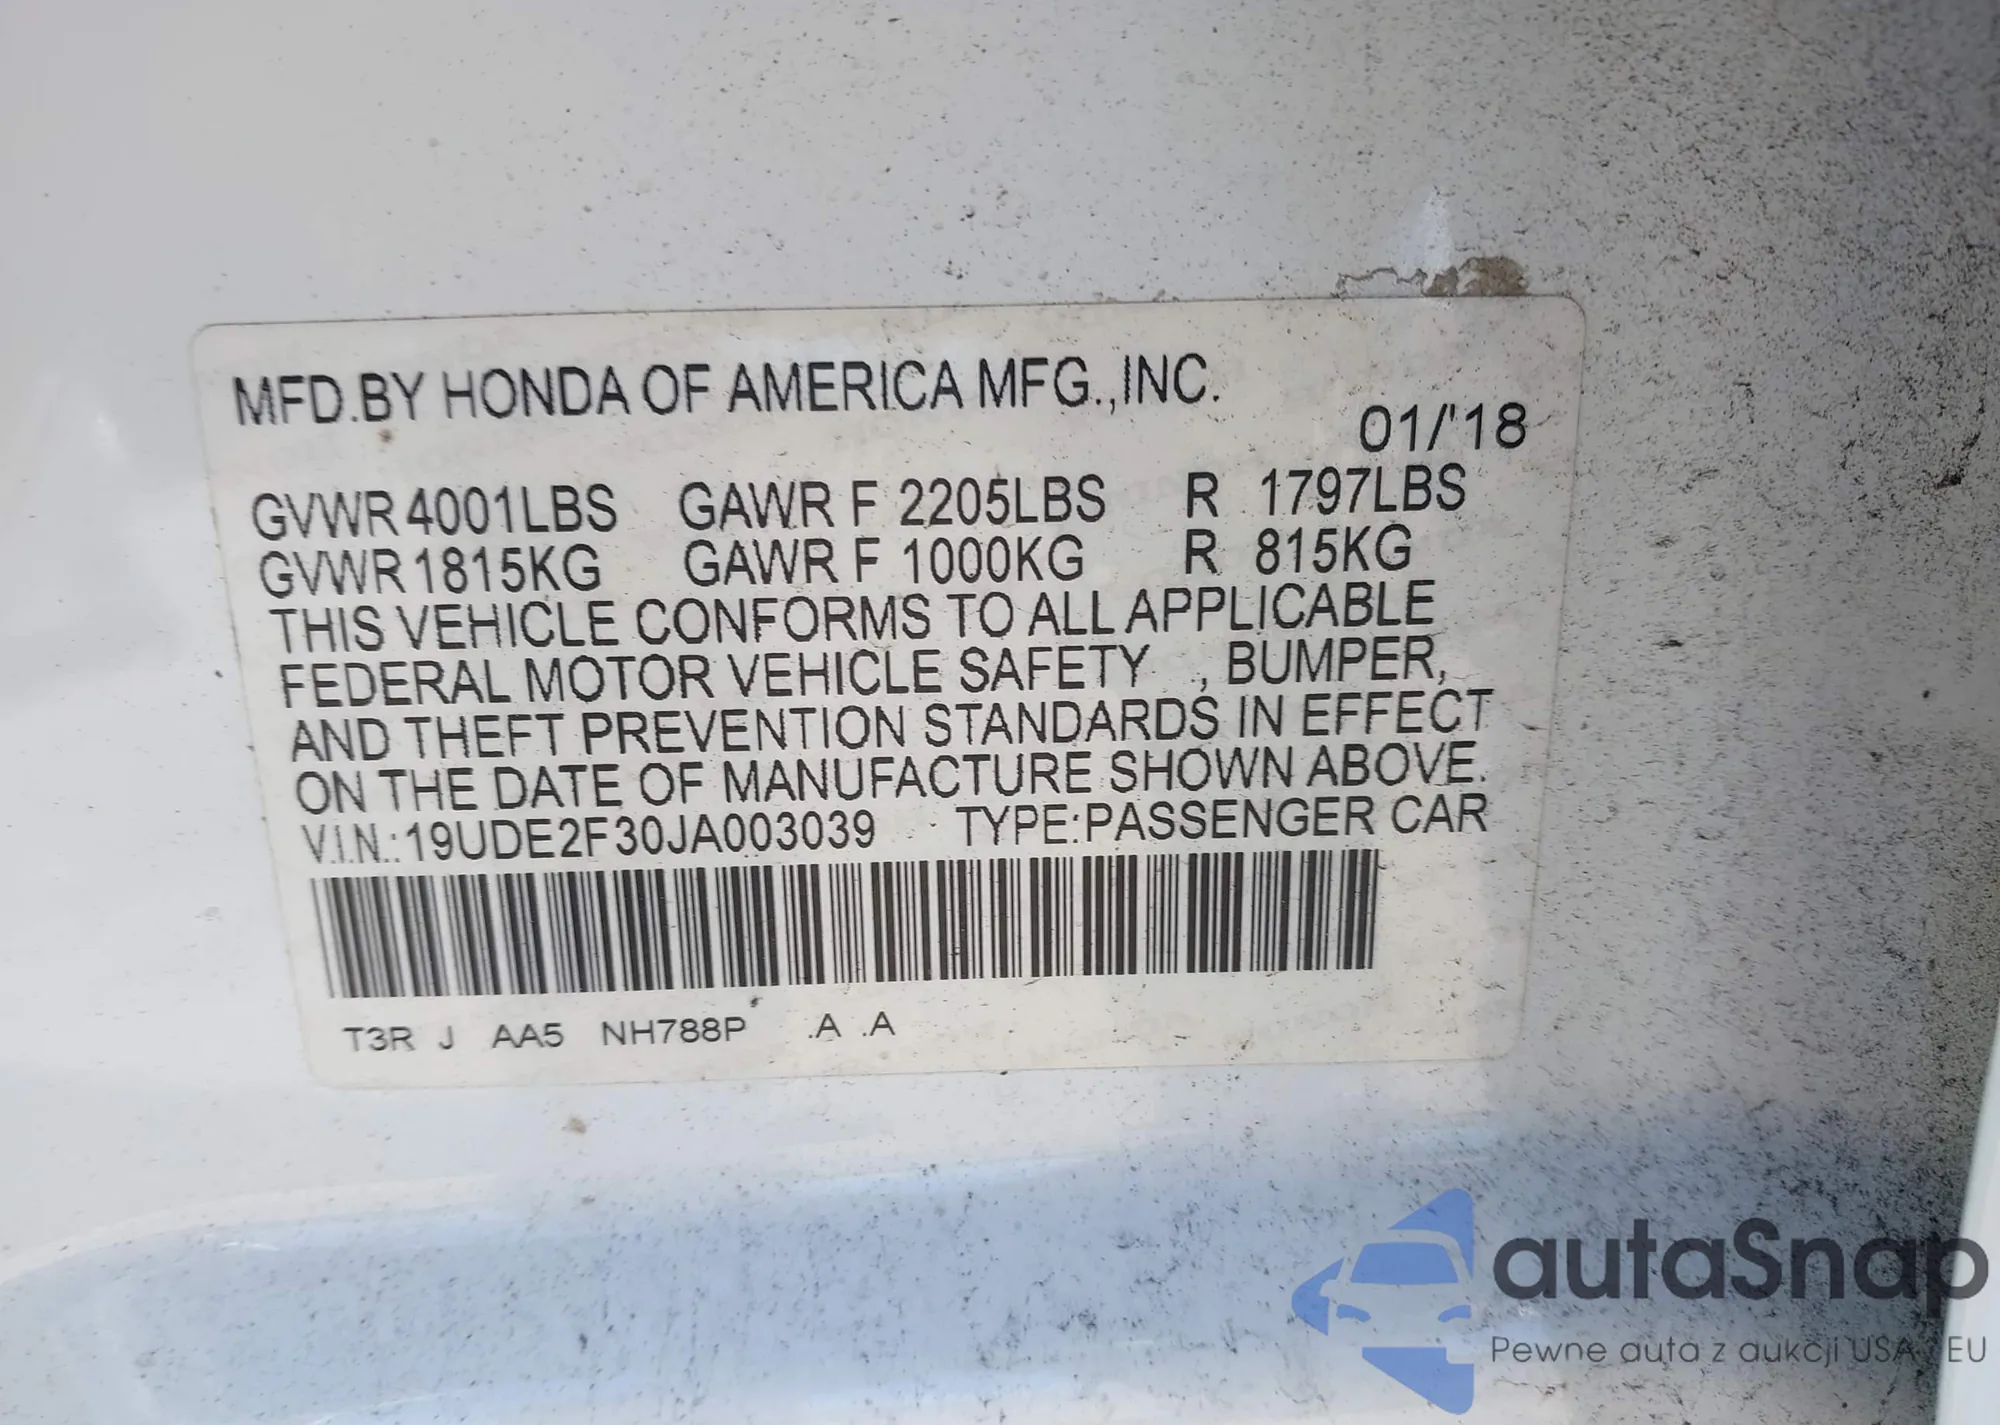 MFD.BY HONDA OF AMERICA MFG.,INC.
01/'18
GVWR 4001LBS GAWR F 2205LBS R 1797LBS
GVWR 1815KG GAWR F 1000KG R 815KG
THIS VEHICLE CONFORMS TO ALL APPLICABLE
FEDERAL MOTOR VEHICLE SAFETY , BUMPER,
AND THEFT PREVENTION STANDARDS IN EFFECT
ON THE DATE OF MANUFACTURE SHOWN ABOVE.
V.I.N.:19UDE2F30JA003039 TYPE:PASSENGER CAR
T3R J AA5 NH788P .A .A
autaSnap
Pewne auta z aukcji USA i EU